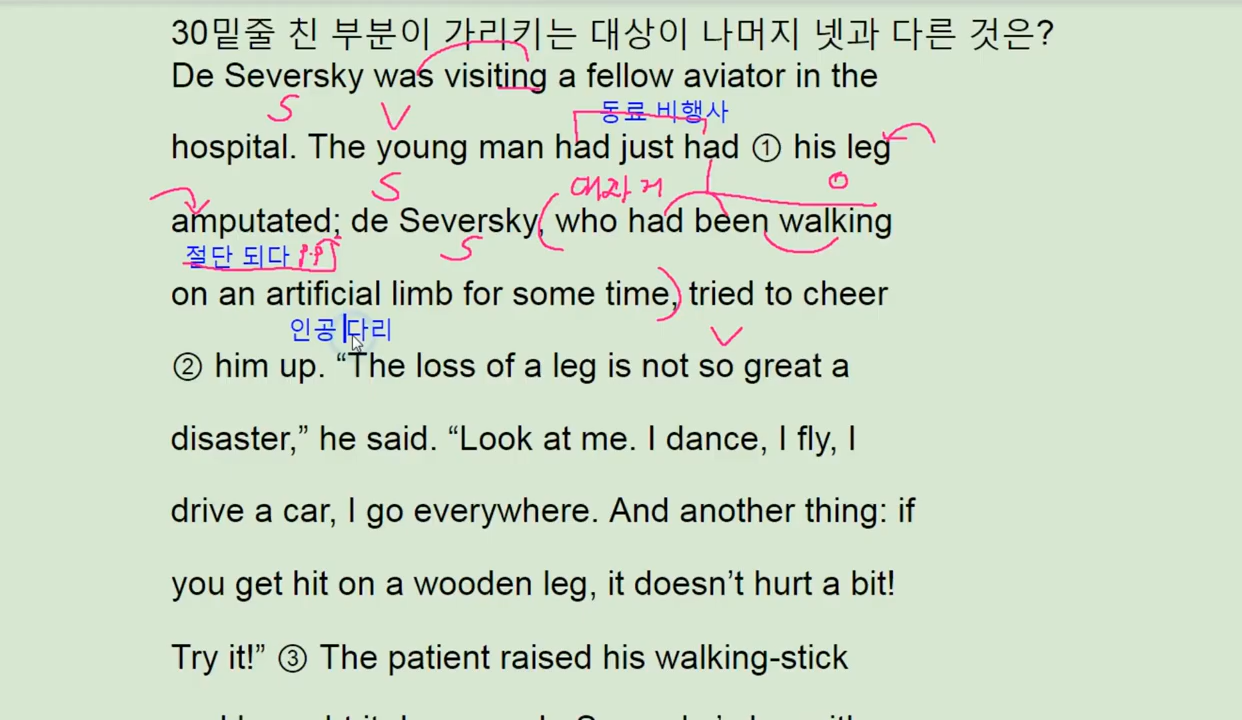 30밑줄 친 부분이 가리키는 대상이 나머지 넷과 다른 것은?
De Seversky was visiting a fellow aviator in the
S V 동료 비행사
hospital. The young man had just had ① his leg
S 대과거 O
amputated; de Seversky, who had been walking
절단 되다 p.p S
on an artificial limb for some time, tried to cheer
인공 다리 V
② him up. “The loss of a leg is not so great a
disaster,” he said. “Look at me. I dance, I fly, I
drive a car, I go everywhere. And another thing: if
you get hit on a wooden leg, it doesn’t hurt a bit!
Try it!” ③ The patient raised his walking-stick